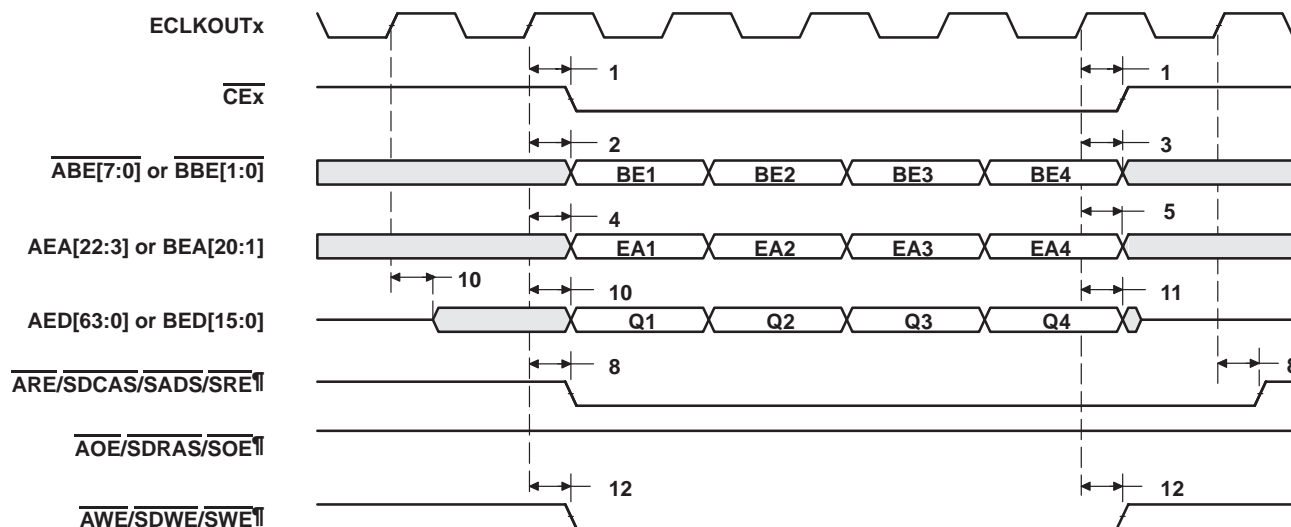 ECLKOUTx
1 1
CEx
2 3
ABE[7:0] or BBE[1:0] BE1 BE2 BE3 BE4
4 5
AEA[22:3] or BEA[20:1] EA1 EA2 EA3 EA4
10 10 11
AED[63:0] or BED[15:0] Q1 Q2 Q3 Q4
8 8
ARE/SDCAS/SADS/SRE¶
AOE/SDRAS/SOE¶
12 12
AWE/SDWE/SWE¶